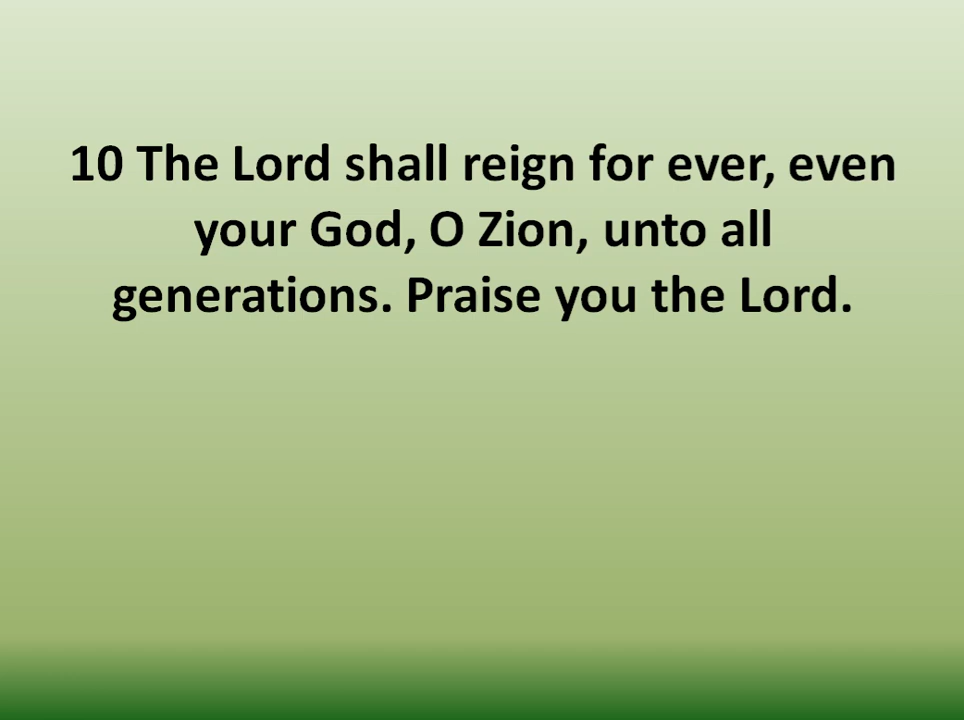 10 The Lord shall reign for ever, even
your God, O Zion, unto all
generations. Praise you the Lord.